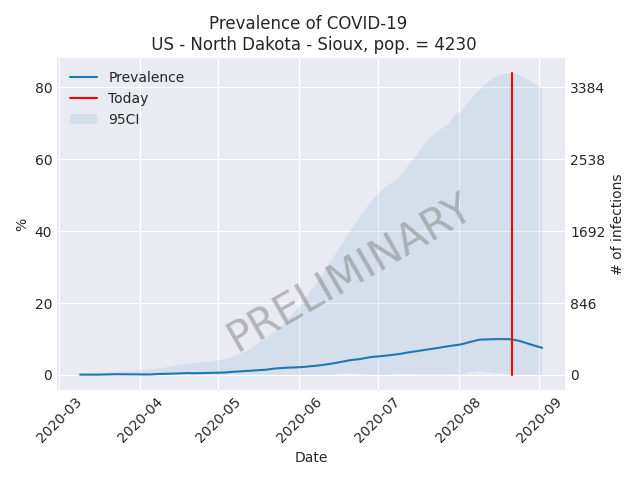 Prevalence of COVID-19
US - North Dakota - Sioux, pop. = 4230
Prevalence
Today
95CI
80
60
40
20
0
%
3384
2538
1692
846
0
# of infections
PRELIMINARY
2020-03
2020-04
2020-05
2020-06
2020-07
2020-08
2020-09
Date